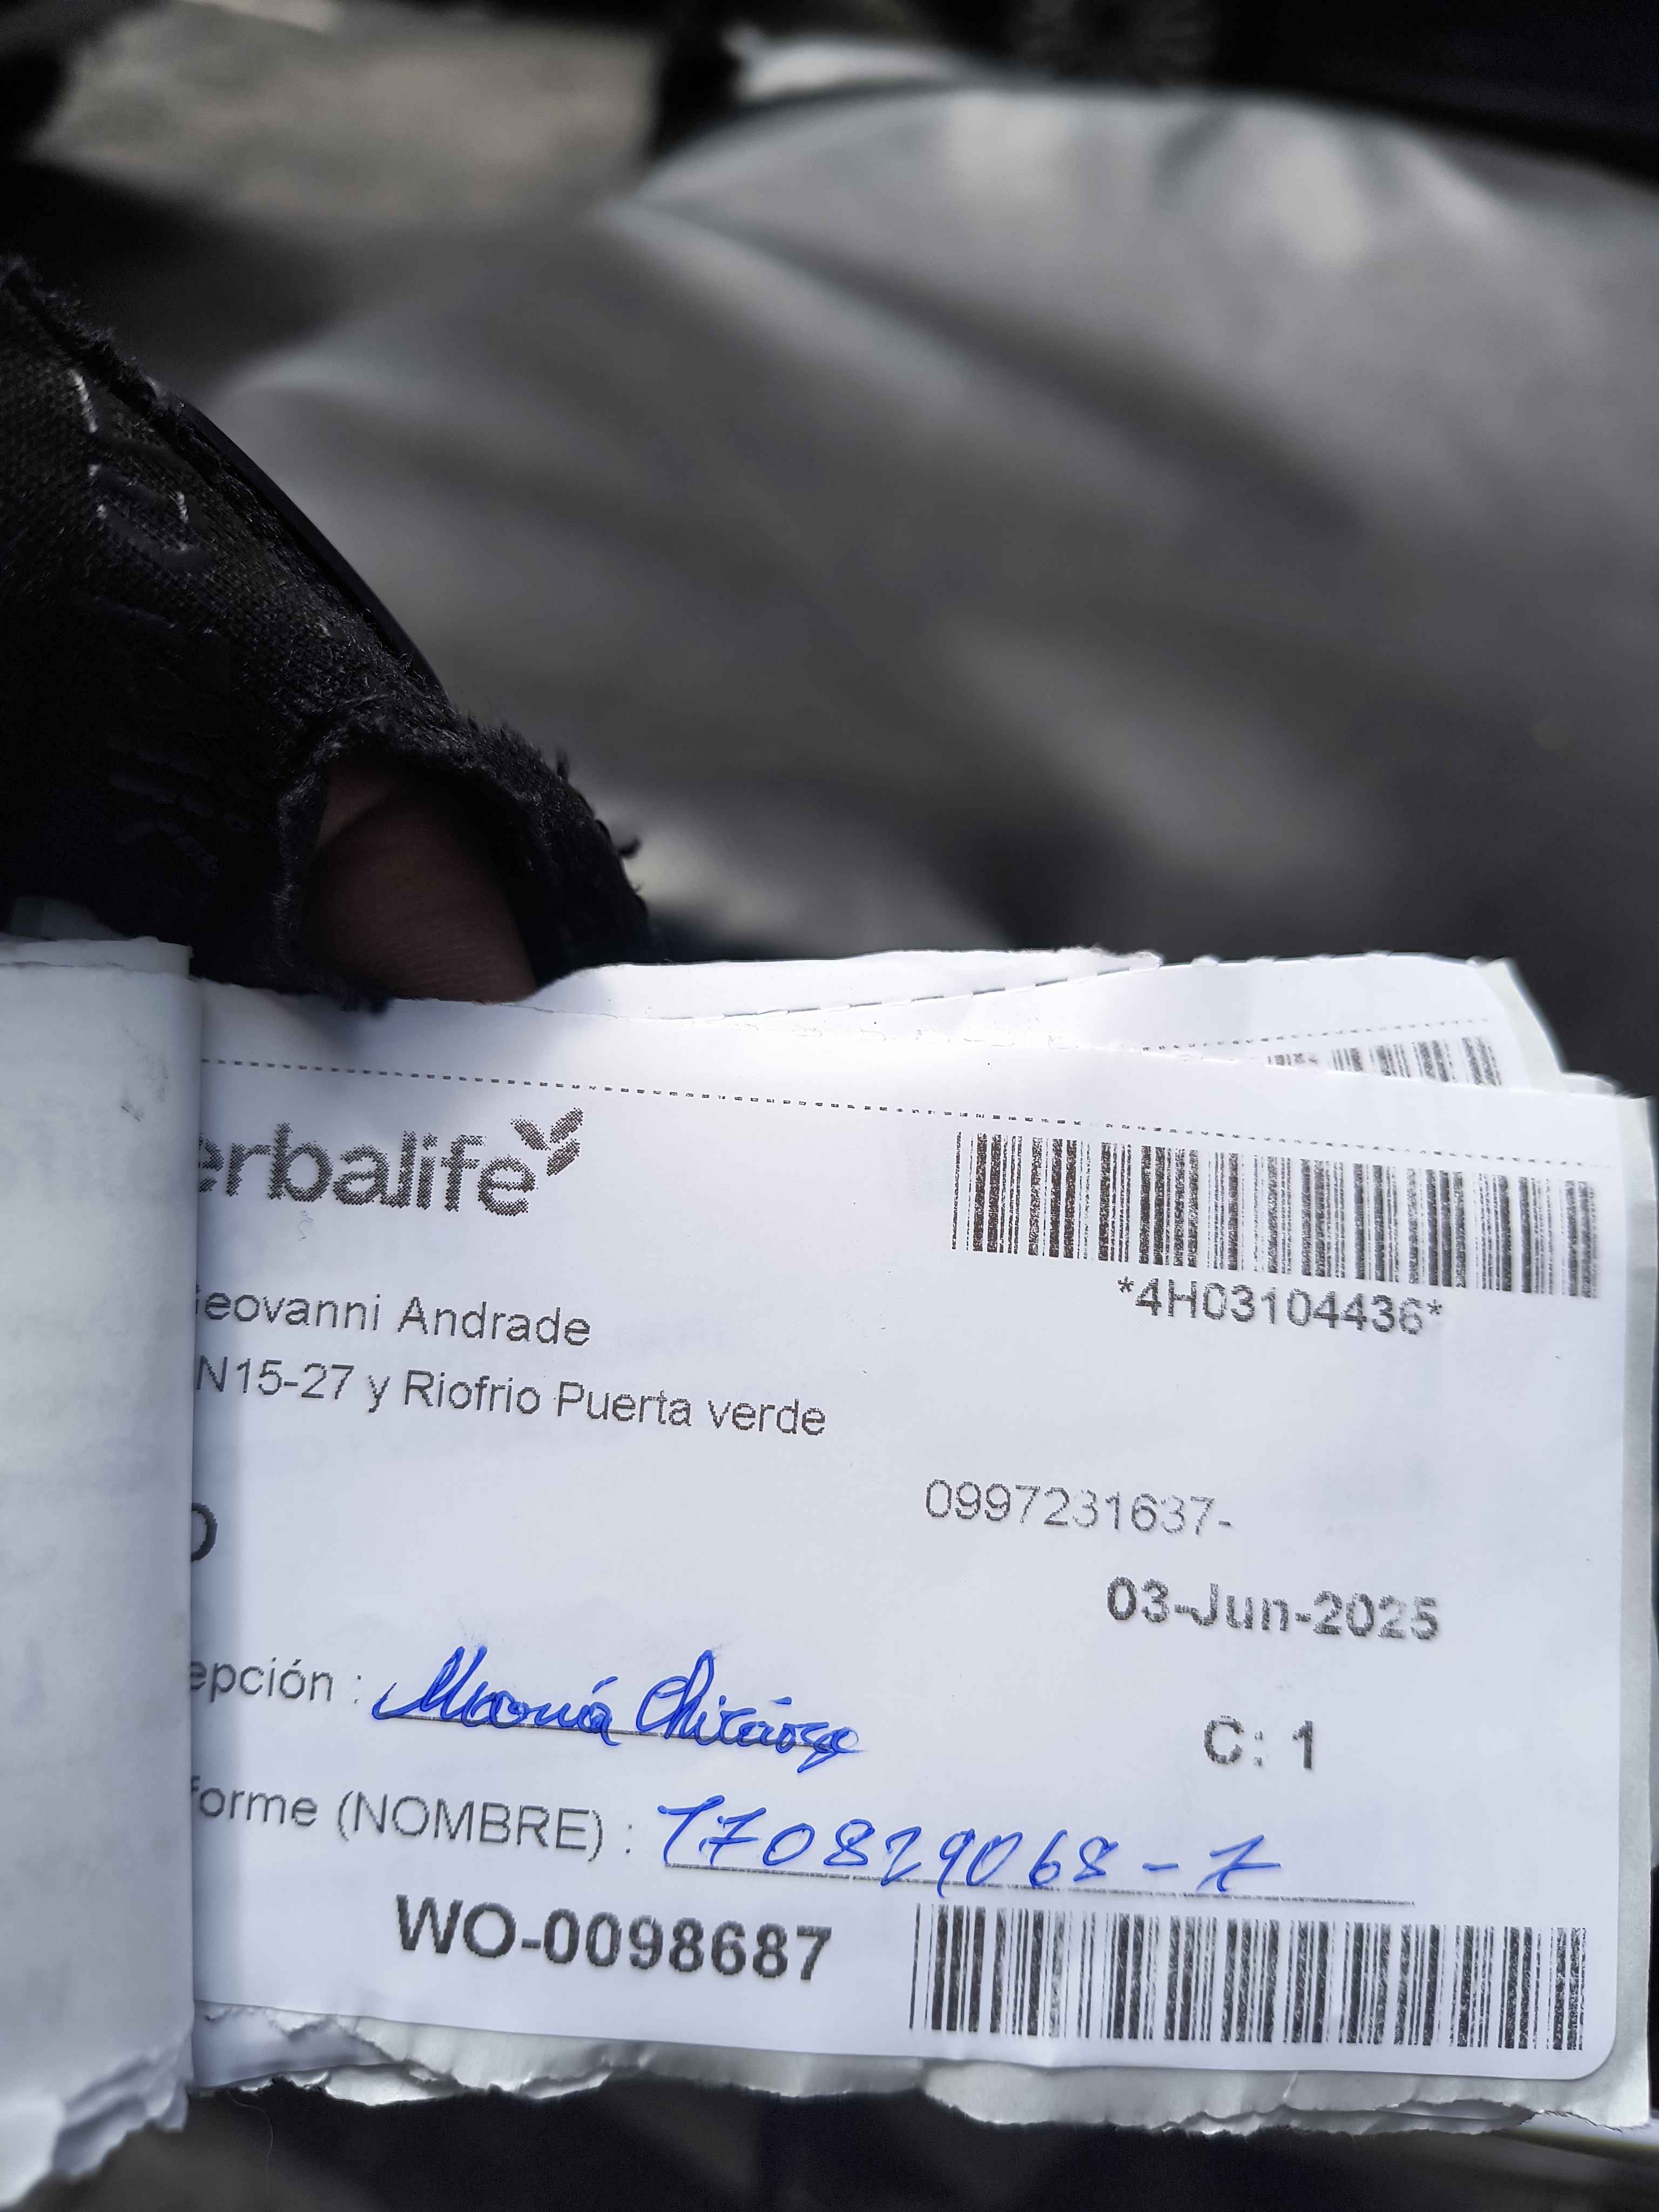 erbalife
*4H03104436*
eovanni Andrade
N15-27 y Riofrio Puerta verde
0997231637-
03-Jun-2025
epción :
C: 1
forme (NOMBRE) : 170829068-7
WO-0098687